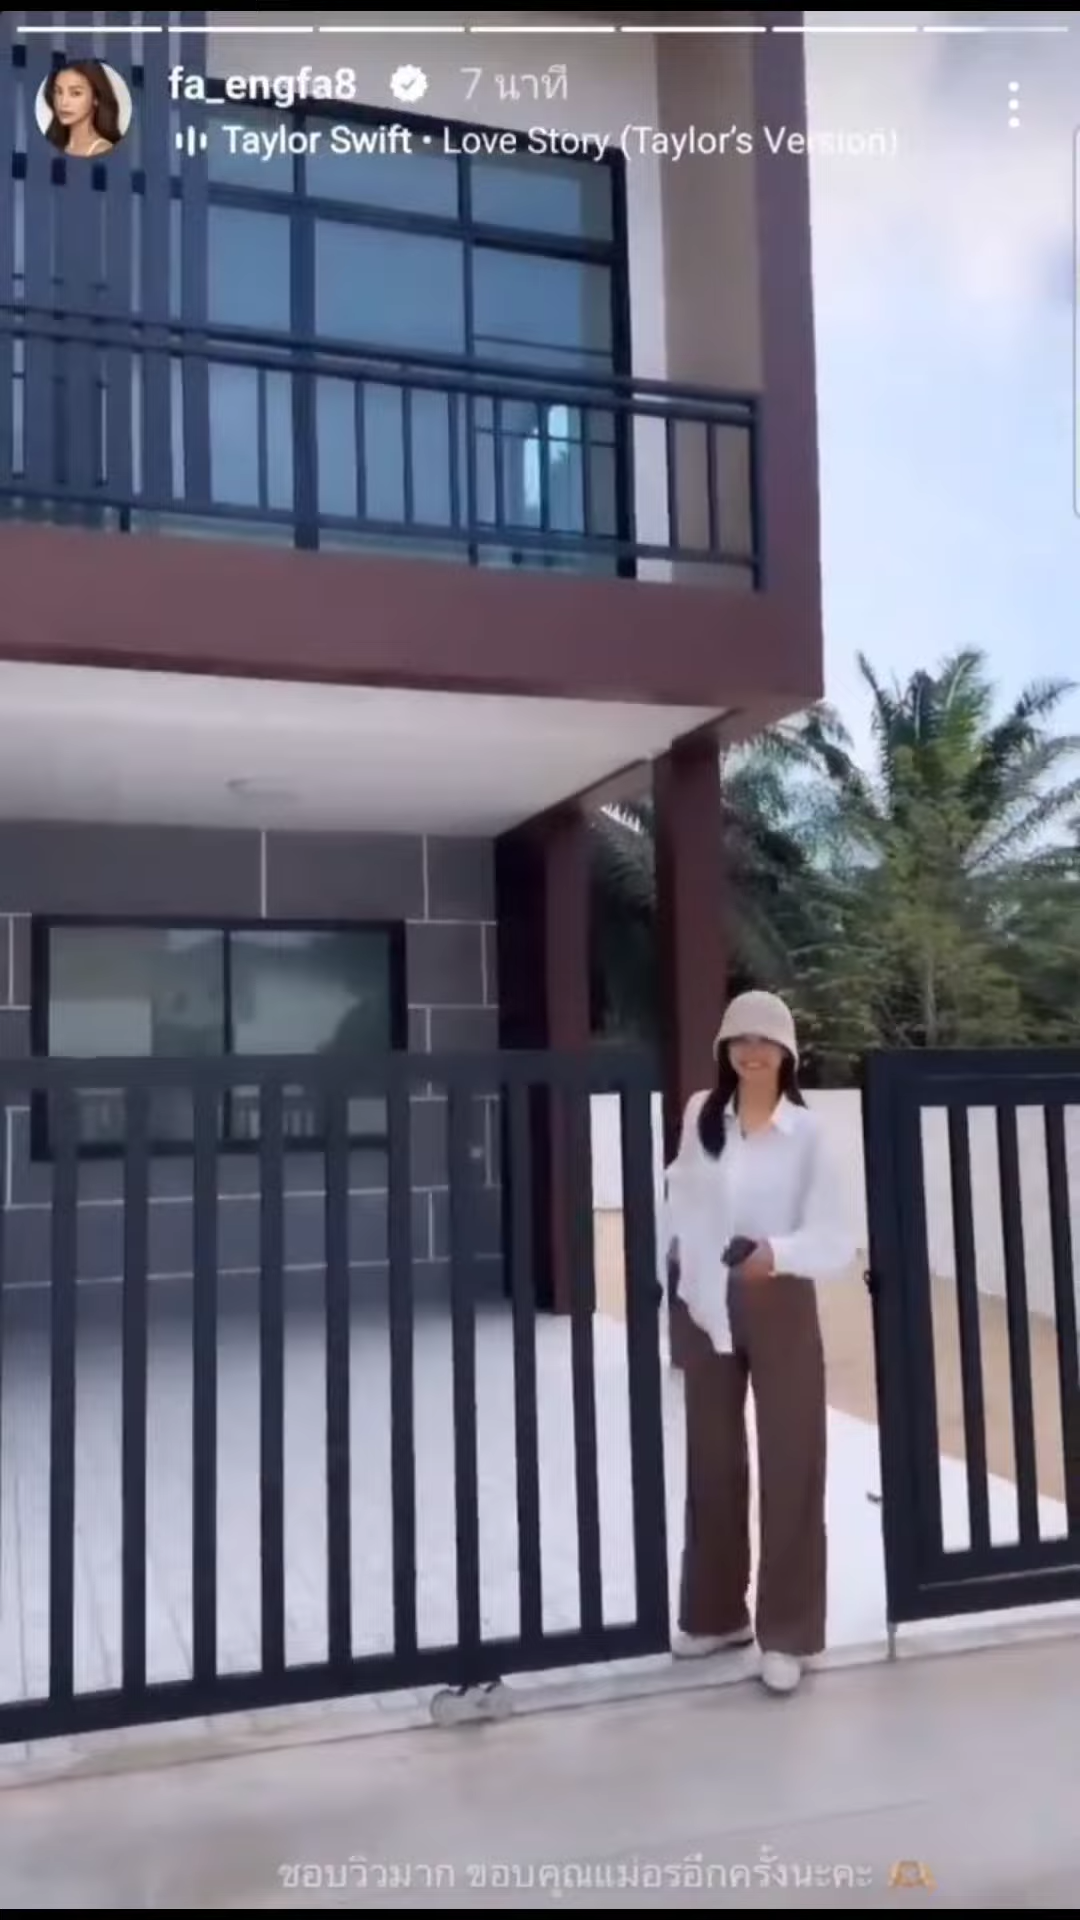 fa_engfa8 7 นาที
Taylor Swift • Love Story (Taylor's Version)
ชอบวิวมาก ขอบคุณแม่อรอีกครั้งนะคะ 🫶🏼